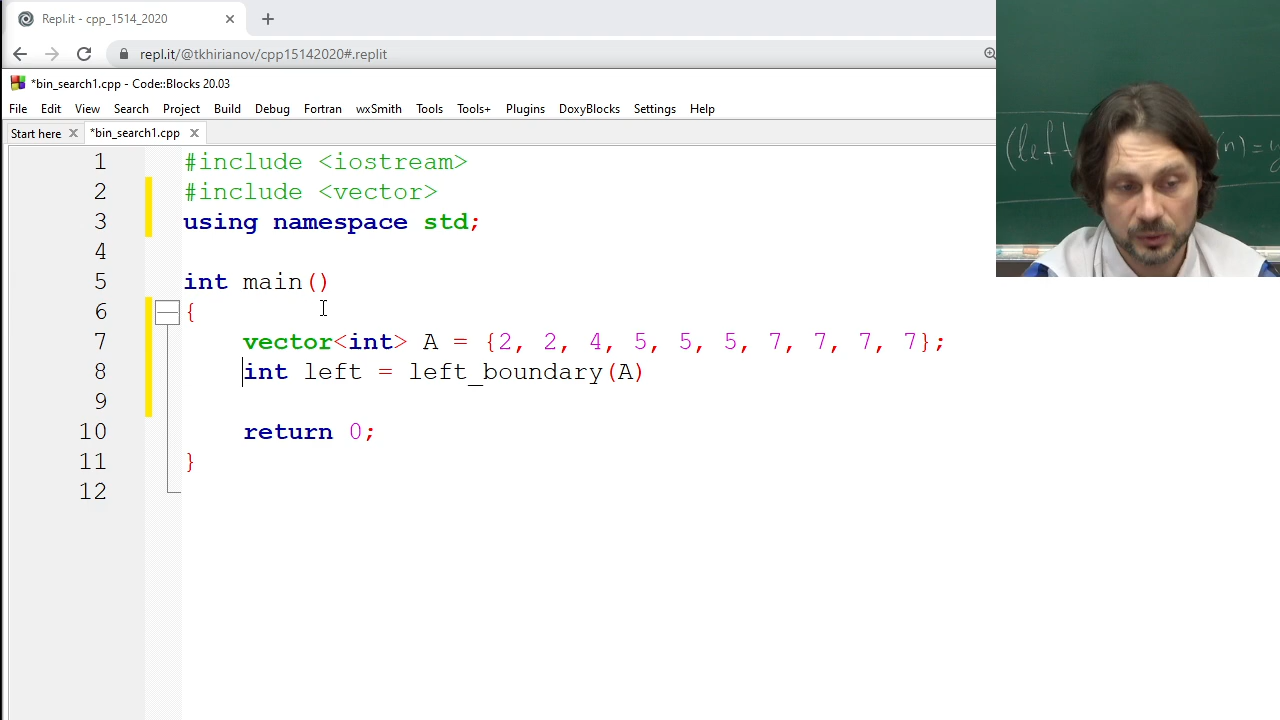 Repl.it - cpp_1514_2020
repl.it/@tkhirianov/cpp15142020#.replit
*bin_search1.cpp - Code::Blocks 20.03
File Edit View Search Project Build Debug Fortran wxSmith Tools Tools+ Plugins DoxyBlocks Settings Help
Start here *bin_search1.cpp
1 #include <iostream>
2 #include <vector>
3 using namespace std;
4
5 int main()
6 {
7 vector<int> A = {2, 2, 4, 5, 5, 5, 7, 7, 7, 7};
8 int left = left_boundary(A)
9
10 return 0;
11 }
12
(left
(n) =